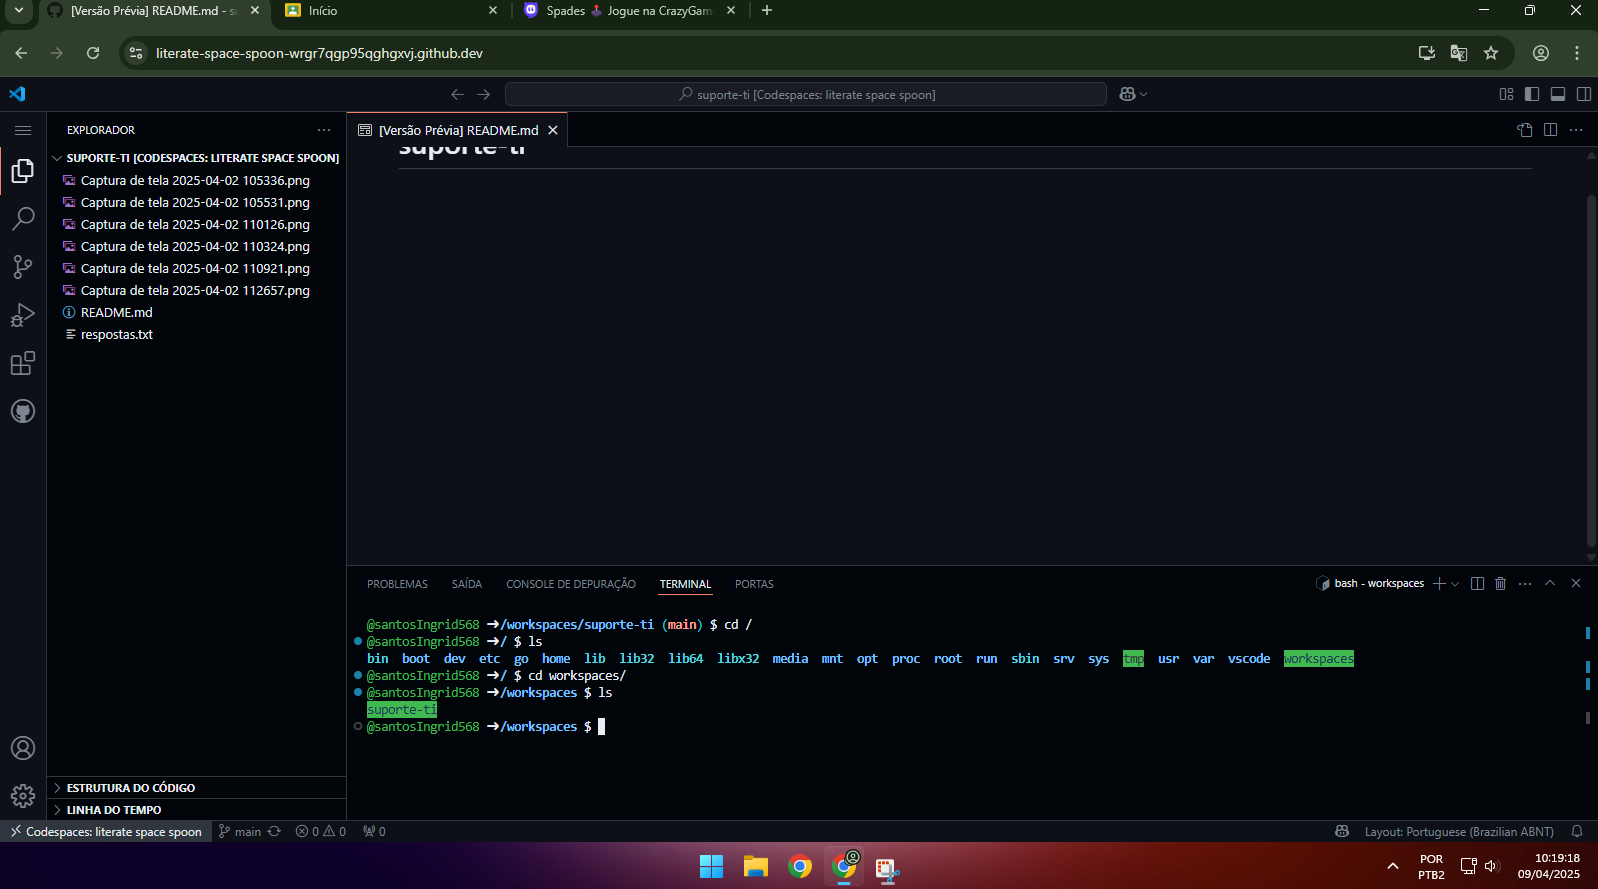 [Versão Prévia] README.md - s
Início
Spades 🕹️ Jogue na CrazyGam
literate-space-spoon-wrgr7qgp95qghgxvj.github.dev
suporte-ti [Codespaces: literate space spoon]
EXPLORADOR
[Versão Prévia] README.md
suporte-ti
SUPORTE-TI [CODESPACES: LITERATE SPACE SPOON]
Captura de tela 2025-04-02 105336.png
Captura de tela 2025-04-02 105531.png
Captura de tela 2025-04-02 110126.png
Captura de tela 2025-04-02 110324.png
Captura de tela 2025-04-02 110921.png
Captura de tela 2025-04-02 112657.png
README.md
respostas.txt
PROBLEMAS SAÍDA CONSOLE DE DEPURAÇÃO TERMINAL PORTAS
bash - workspaces
@santosIngrid568 ➜/workspaces/suporte-ti (main) $ cd /
@santosIngrid568 ➜/ $ ls
bin boot dev etc go home lib lib32 lib64 libx32 media mnt opt proc root run sbin srv sys tmp usr var vscode workspaces
@santosIngrid568 ➜/ $ cd workspaces/
@santosIngrid568 ➜/workspaces $ ls
suporte-ti
@santosIngrid568 ➜/workspaces $
ESTRUTURA DO CÓDIGO
LINHA DO TEMPO
Codespaces: literate space spoon
main
0 0
0
Layout: Portuguese (Brazilian ABNT)
POR
PTB2
10:19:18
09/04/2025